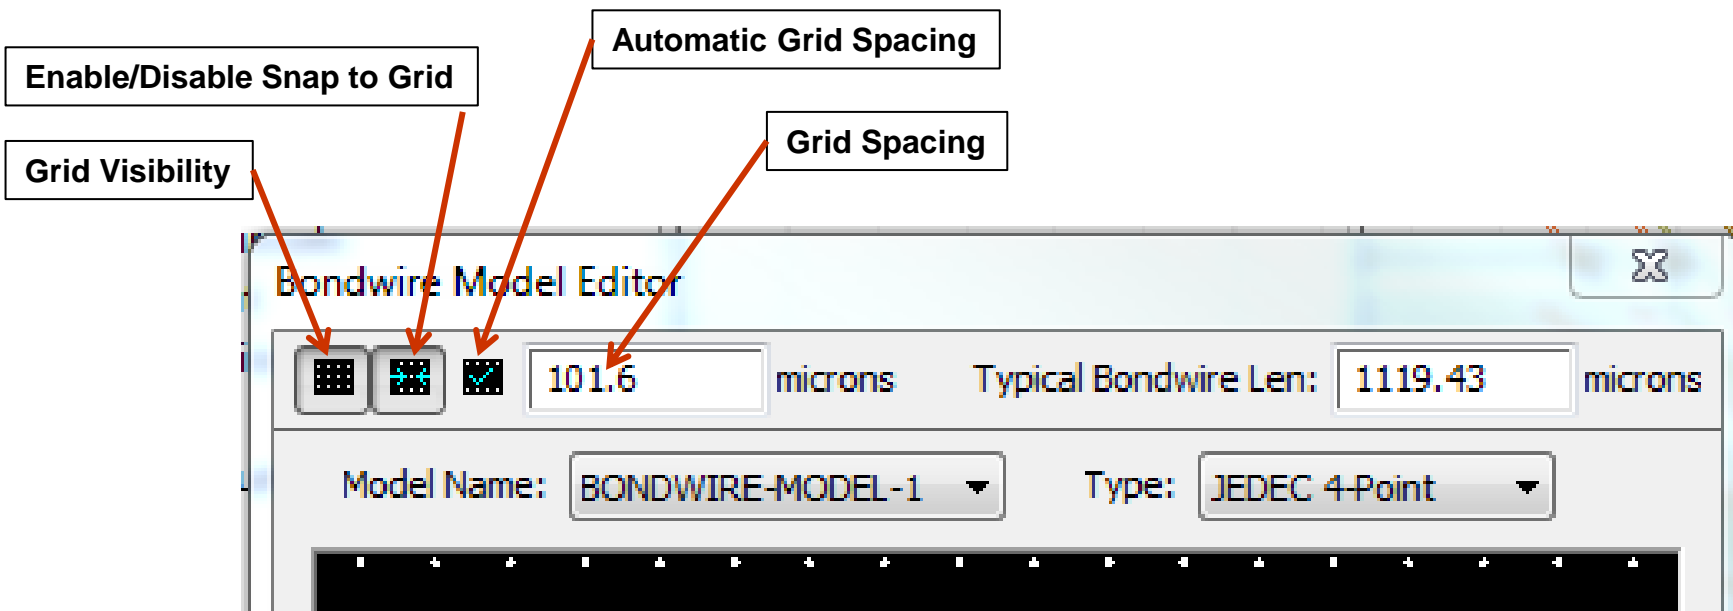 Automatic Grid Spacing
Enable/Disable Snap to Grid
Grid Spacing
Grid Visibility
Bondwire Model Editor
101.6 microns Typical Bondwire Len: 1119.43 microns
Model Name: BONDWIRE-MODEL-1 Type: JEDEC 4-Point